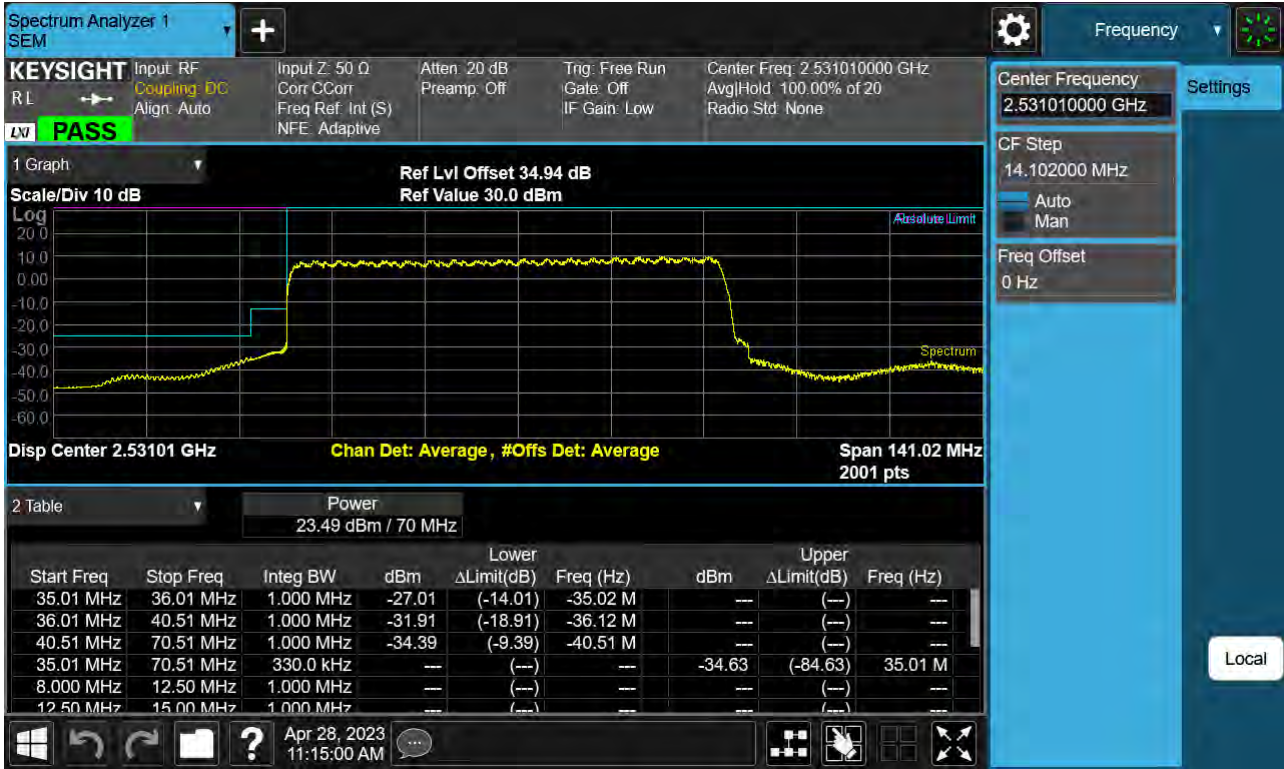 Spectrum Analyzer 1
SEM
Frequency
KEYSIGHT
RL
LXI
PASS
Input: RF
Coupling: DC
Align: Auto
Input Z: 50 Ω
Corr CCorr
Freq Ref: Int (S)
NFE: Adaptive
Atten: 20 dB
Preamp: Off
Trig: Free Run
Gate: Off
IF Gain: Low
Center Freq: 2.531010000 GHz
Avg|Hold: 100.00% of 20
Radio Std: None
Center Frequency
2.531010000 GHz
Settings
CF Step
14.102000 MHz
Auto
Man
Freq Offset
0 Hz
1 Graph
Scale/Div 10 dB
Ref Lvl Offset 34.94 dB
Ref Value 30.0 dBm
Log
Absolute Limit
20.0
10.0
0.00
-10.0
-20.0
-30.0
-40.0
-50.0
-60.0
Spectrum
Disp Center 2.53101 GHz
Chan Det: Average, #Offs Det: Average
Span 141.02 MHz
2001 pts
2 Table
Power
23.49 dBm / 70 MHz
Lower Upper
Start Freq Stop Freq Integ BW dBm ΔLimit(dB) Freq (Hz) dBm ΔLimit(dB) Freq (Hz)
35.01 MHz 36.01 MHz 1.000 MHz -27.01 (-14.01) -35.02 M --- (---) ---
36.01 MHz 40.51 MHz 1.000 MHz -31.91 (-18.91) -36.12 M --- (---) ---
40.51 MHz 70.51 MHz 1.000 MHz -34.39 (-9.39) -40.51 M --- (---) ---
35.01 MHz 70.51 MHz 330.0 kHz --- (---) --- -34.63 (-84.63) 35.01 M
8.000 MHz 12.50 MHz 1.000 MHz --- (---) --- --- (---) ---
12.50 MHz 15.00 MHz 1.000 MHz --- (---) --- --- (---) ---
Local
?
Apr 28, 2023
11:15:00 AM